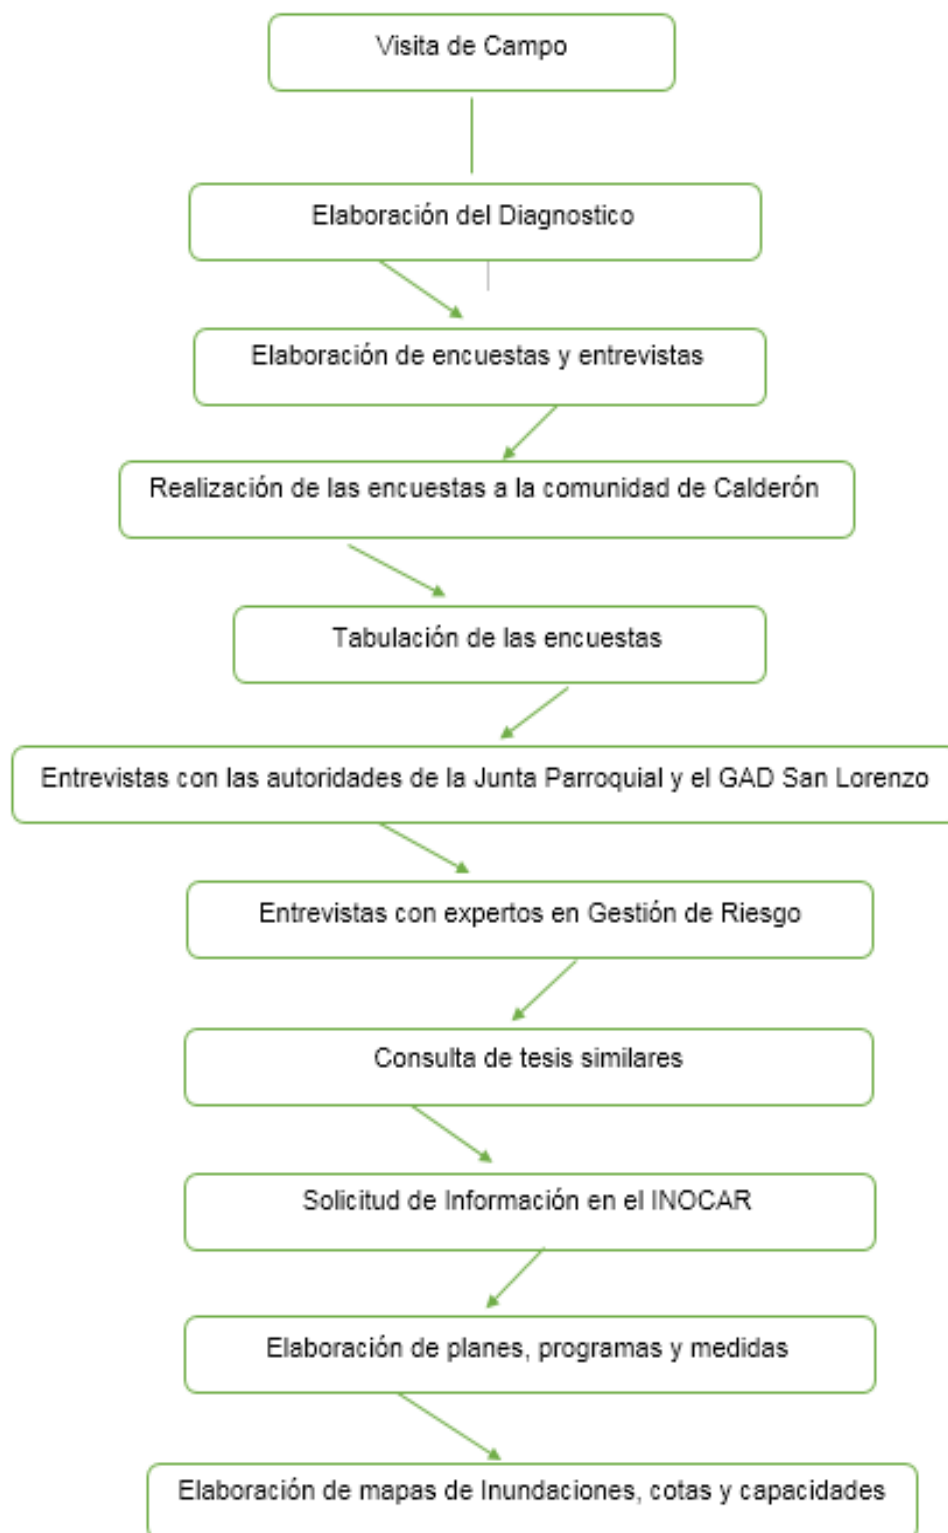 Visita de Campo
Elaboración del Diagnostico
Elaboración de encuestas y entrevistas
Realización de las encuestas a la comunidad de Calderón
Tabulación de las encuestas
Entrevistas con las autoridades de la Junta Parroquial y el GAD San Lorenzo
Entrevistas con expertos en Gestión de Riesgo
Consulta de tesis similares
Solicitud de Información en el INOCAR
Elaboración de planes, programas y medidas
Elaboración de mapas de Inundaciones, cotas y capacidades